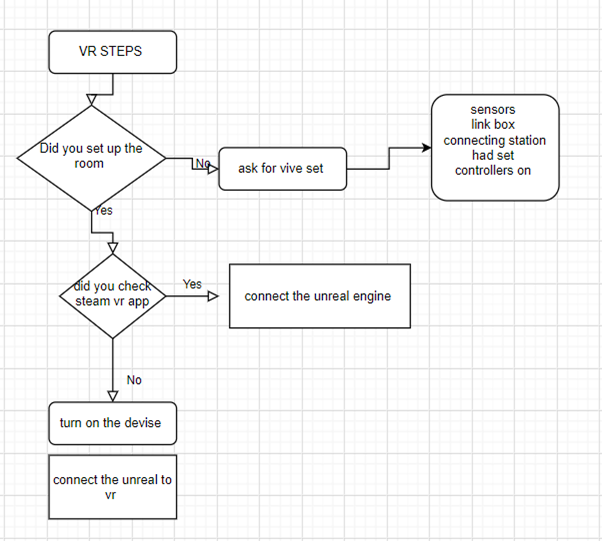 VR STEPS
Did you set up the
room
No
ask for vive set
sensors
link box
connecting station
had set
controllers on
Yes
did you check
steam vr app
Yes
connect the unreal engine
No
turn on the devise
connect the unreal to
vr